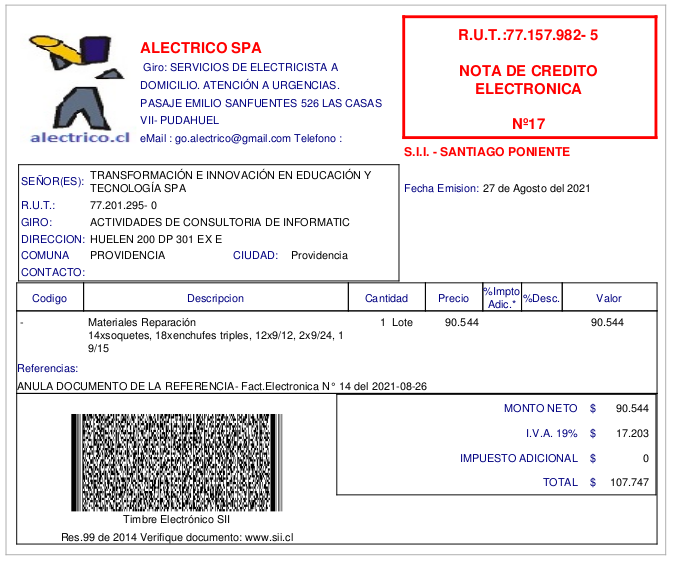 alectrico.cl
ALECTRICO SPA
Giro: SERVICIOS DE ELECTRICISTA A
DOMICILIO. ATENCIÓN A URGENCIAS.
PASAJE EMILIO SANFUENTES 526 LAS CASAS
VII- PUDAHUEL
eMail : go.alectrico@gmail.com Telefono :
R.U.T.:77.157.982- 5
NOTA DE CREDITO
ELECTRONICA
Nº17
S.I.I. - SANTIAGO PONIENTE
Fecha Emision: 27 de Agosto del 2021
SEÑOR(ES): TRANSFORMACIÓN E INNOVACIÓN EN EDUCACIÓN Y
TECNOLOGÍA SPA
R.U.T.: 77.201.295- 0
GIRO: ACTIVIDADES DE CONSULTORIA DE INFORMATIC
DIRECCION: HUELEN 200 DP 301 EX E
COMUNA PROVIDENCIA CIUDAD: Providencia
CONTACTO:
Codigo Descripcion Cantidad Precio %Impto Adic.* %Desc. Valor
- Materiales Reparación 1 Lote 90.544 90.544
14xsoquetes, 18xenchufes triples, 12x9/12, 2x9/24, 1
9/15
Referencias:
ANULA DOCUMENTO DE LA REFERENCIA- Fact.Electronica N° 14 del 2021-08-26
MONTO NETO $ 90.544
I.V.A. 19% $ 17.203
IMPUESTO ADICIONAL $ 0
TOTAL $ 107.747
Timbre Electrónico SII
Res.99 de 2014 Verifique documento: www.sii.cl